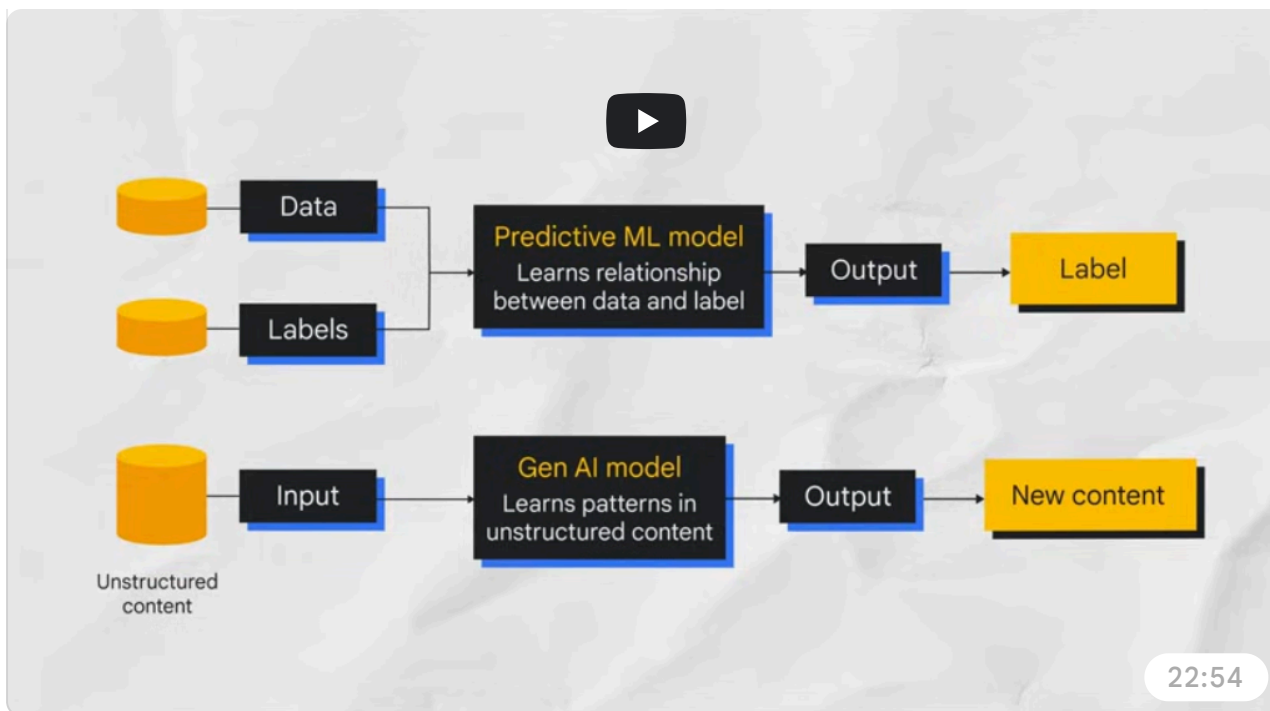 Data
Labels
Predictive ML model
Learns relationship
between data and label
Output
Label
Unstructured
content
Input
Gen AI model
Learns patterns in
unstructured content
Output
New content
22:54